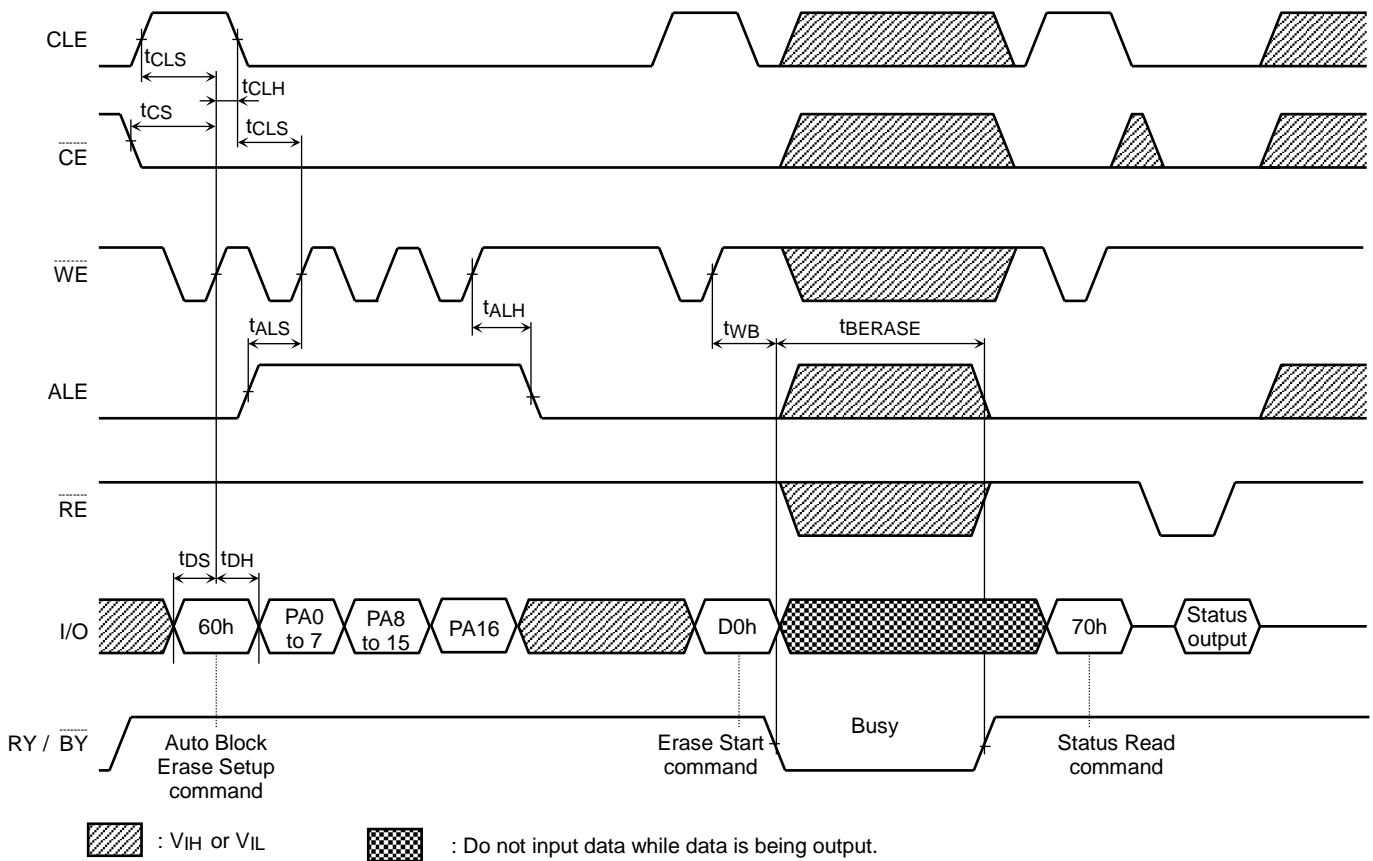 CLE
tCLS
tCLH
tCS
tCLS
CE
WE
tALS
tALH
tWB
tBERASE
ALE
RE
tDS
tDH
I/O
60h
PA0
to 7
PA8
to 15
PA16
D0h
70h
Status
output
RY / BY
Busy
Auto Block
Erase Setup
command
Erase Start
command
Status Read
command
: VIH or VIL
: Do not input data while data is being output.